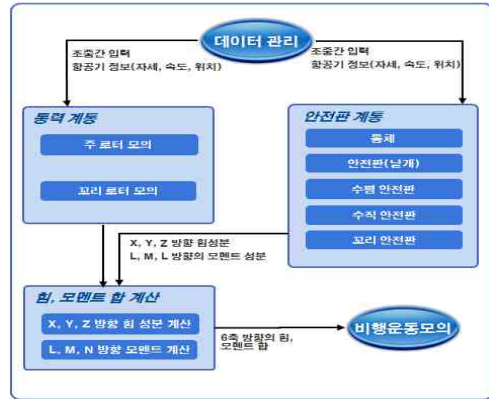 데이터 관리
조종간 입력
항공기 정보(자세, 속도, 위치)
조종간 입력
항공기 정보(자세, 속도, 위치)
동력 계통
주 로터 모의
꼬리 로터 모의
안전판 계통
동체
안전판(날개)
수평 안전판
수직 안전판
꼬리 안전판
X, Y, Z 방향 힘성분
L, M, L 방향의 모멘트 성분
힘, 모멘트 합 계산
X, Y, Z 방향 힘 성분 계산
L, M, N 방향 모멘트 계산
6축 방향의 힘,
모멘트 합
비행운동모의